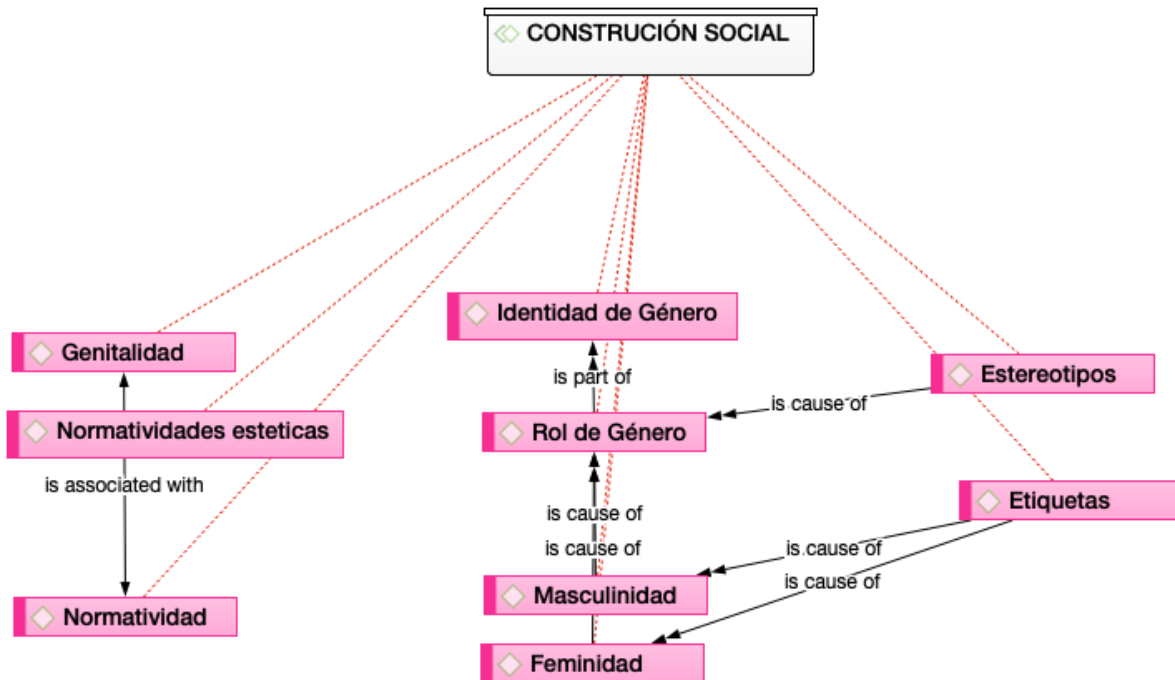 CONSTRUCIÓN SOCIAL
Identidad de Género
Genitalidad
Estereotipos
is part of
is cause of
Normatividades esteticas
Rol de Género
is associated with
Etiquetas
is cause of
is cause of
is cause of
is cause of
Masculinidad
Normatividad
Feminidad